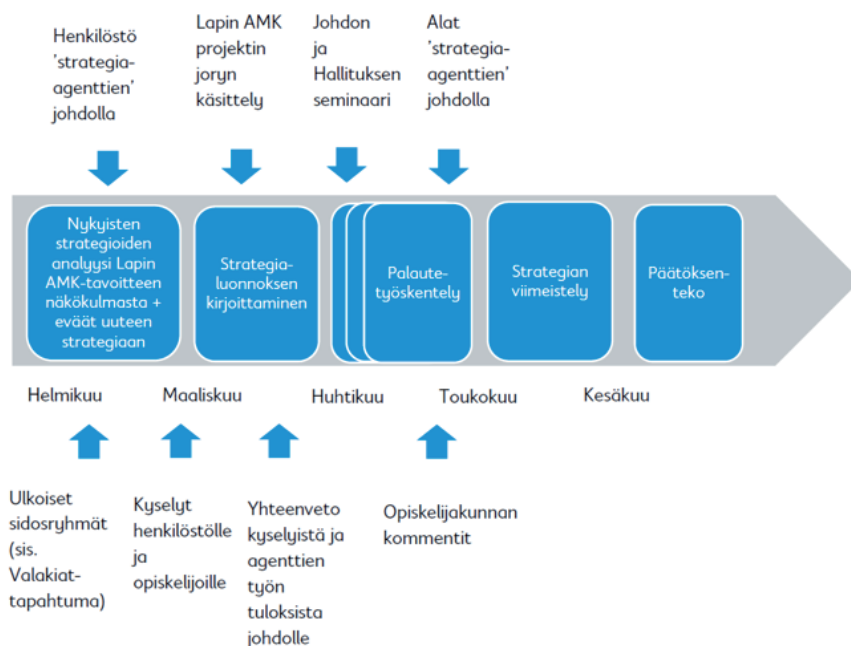 Henkilöstö
'strategia-
agenttien'
johdolla
Lapin AMK
projektin
joryn
käsittely
Johdon
ja
Hallituksen
seminaari
Alat
'strategia-
agenttien'
johdolla
Nykyisten
strategioiden
analyysi Lapin
AMK-tavoitteen
näkökulmasta +
eväät uuteen
strategiaan
Strategia-
luonnoksen
kirjoittaminen
Palaute-
työskentely
Strategian
viimeistely
Päätöksen-
teko
Helmikuu
Maaliskuu
Huhtikuu
Toukokuu
Kesäkuu
Ulkoiset
sidosryhmät
(sis.
Valakiat-
tapahtuma)
Kyselyt
henkilöstölle
ja
opiskelijoille
Yhteenveto
kyselyistä ja
agenttien
työn
tuloksista
johdolle
Opiskelijakunnan
kommentit